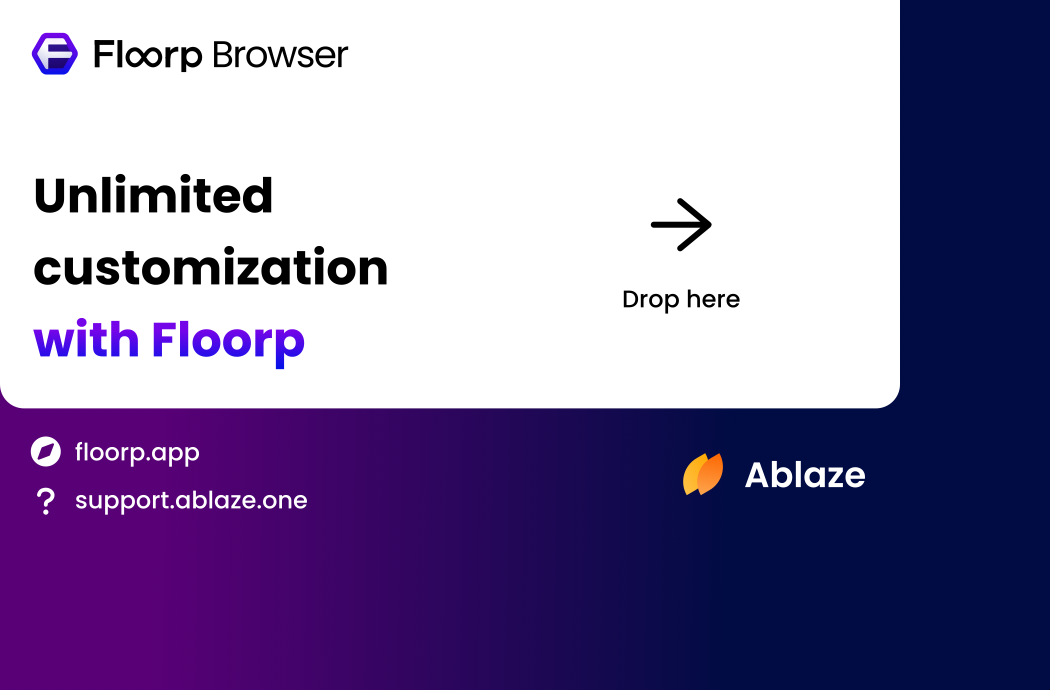 Floorp Browser
Unlimited
customization
with Floorp
Drop here
floorp.app
support.ablaze.one
Ablaze